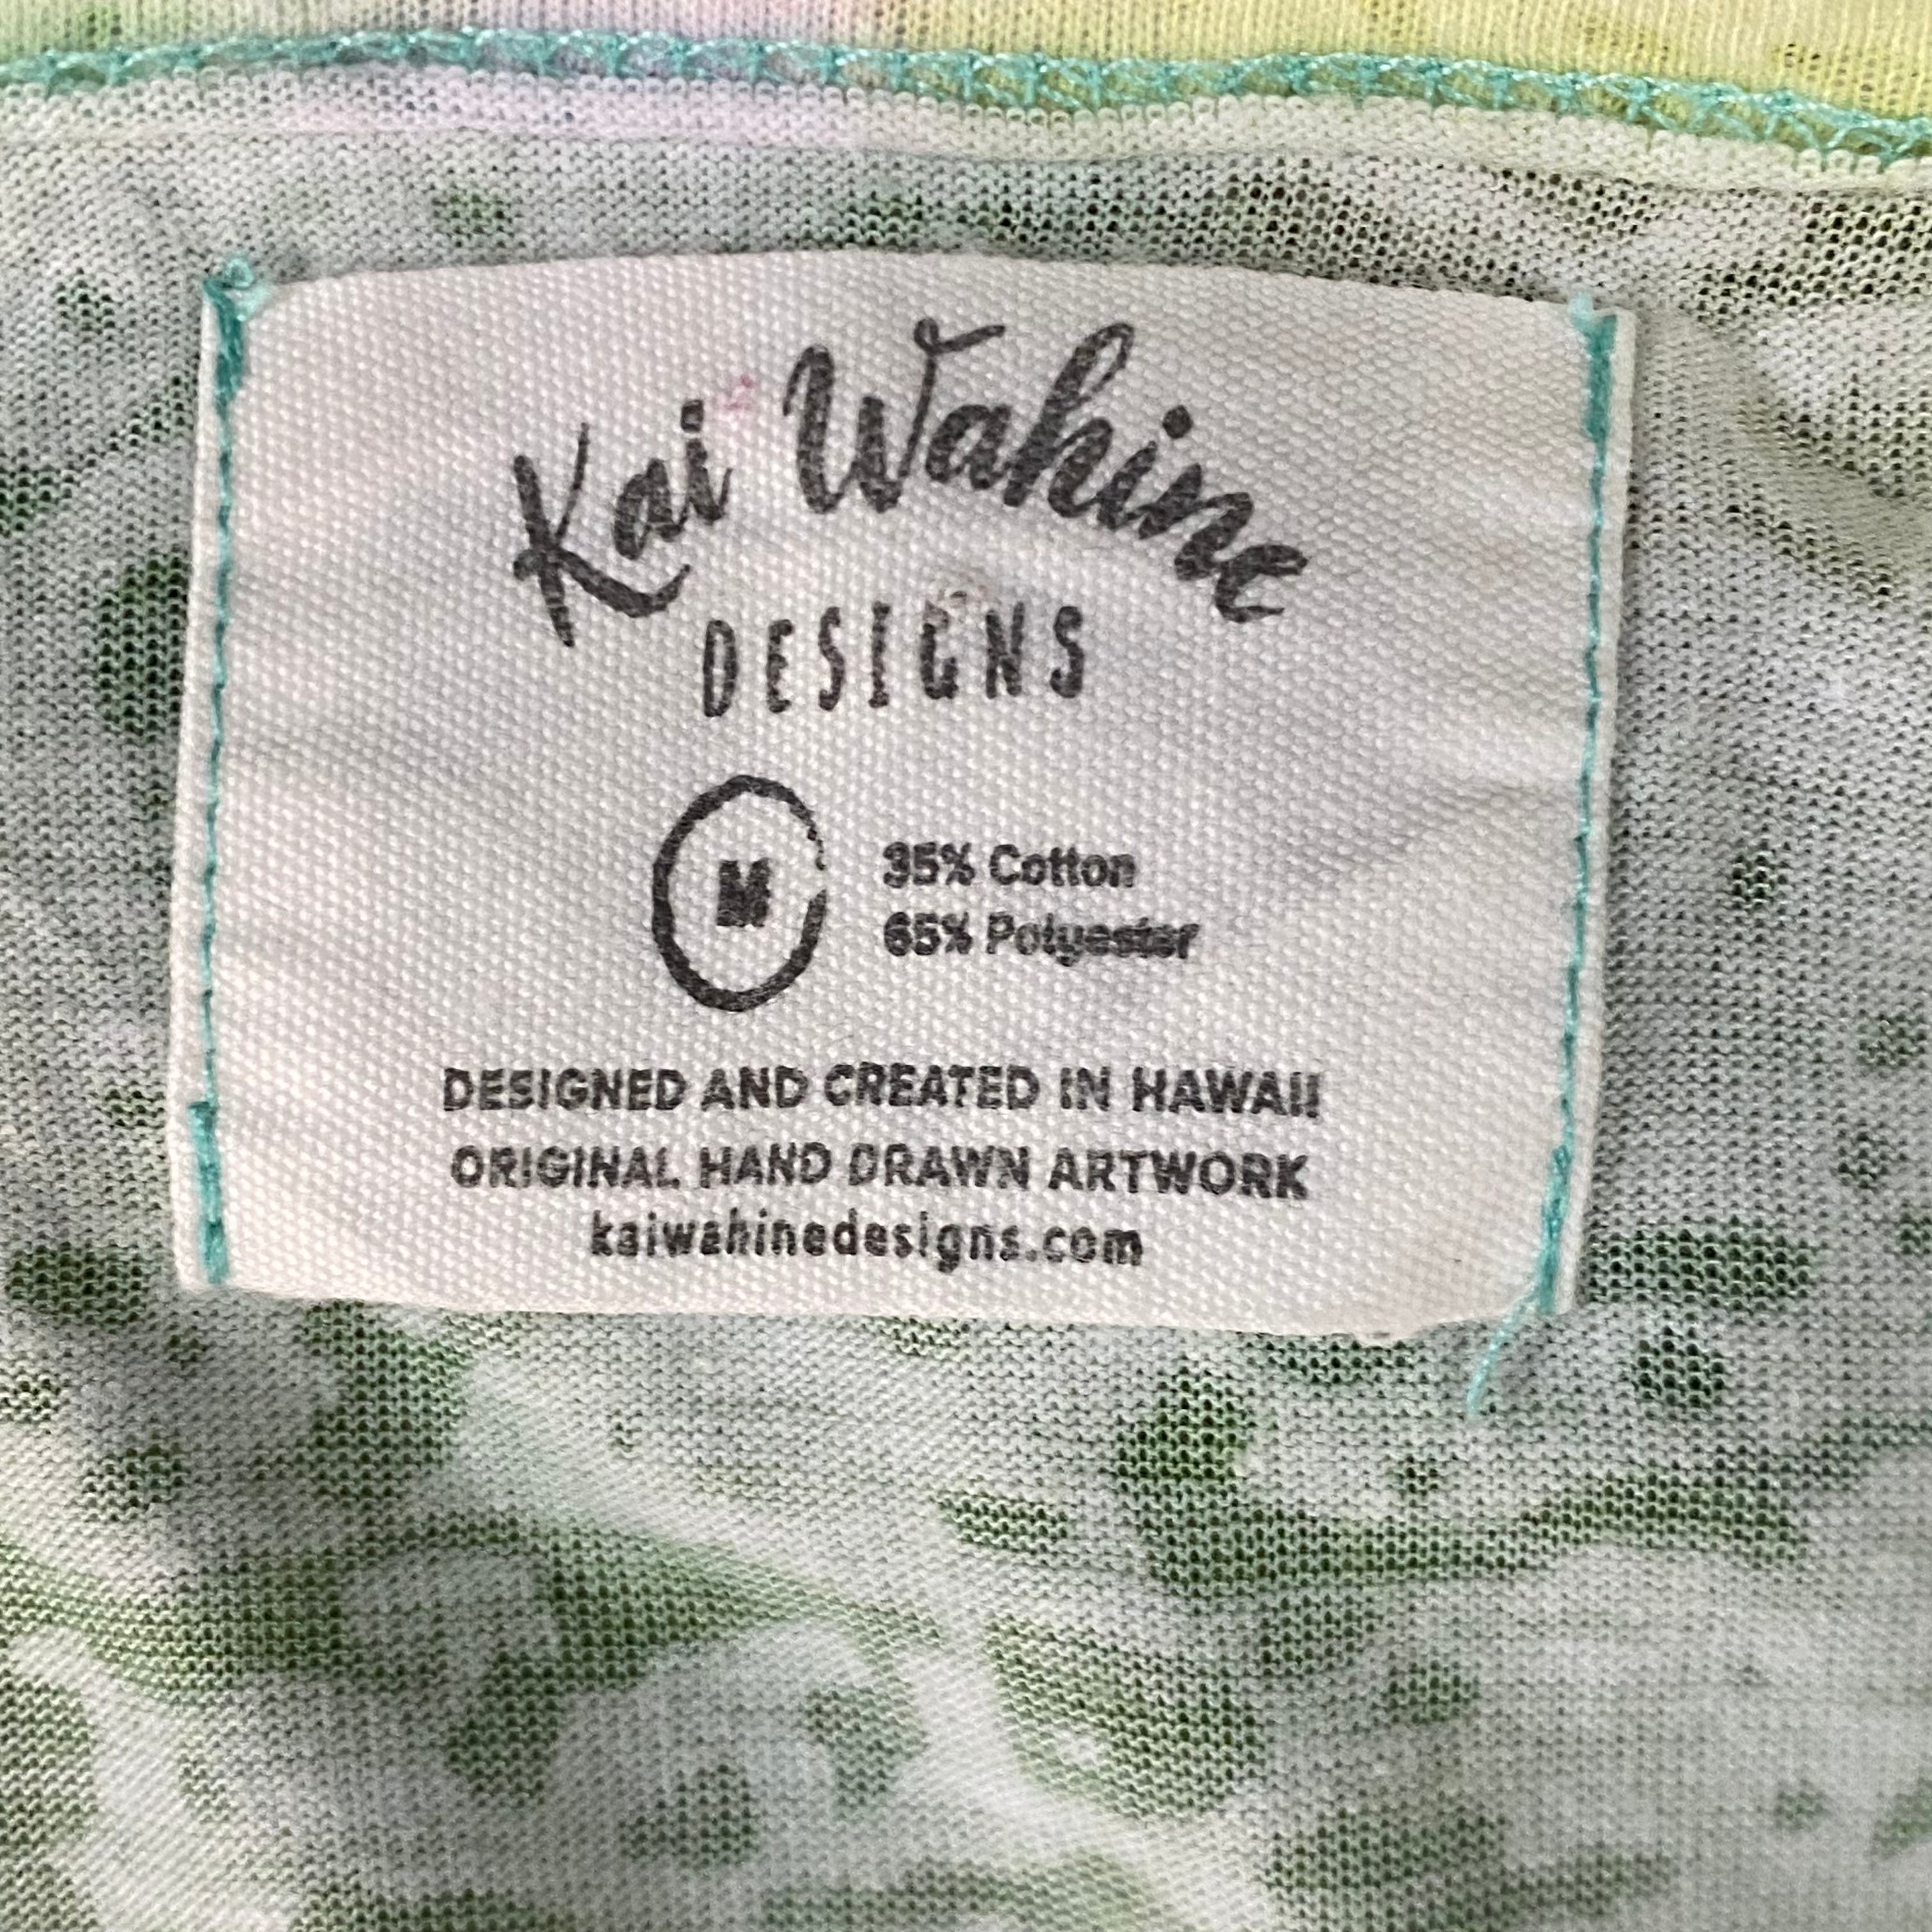 Kai Wahine
DESIGNS
M
35% Cotton
65% Polyester
DESIGNED AND CREATED IN HAWAII
ORIGINAL HAND DRAWN ARTWORK
kaiwahinedesigns.com